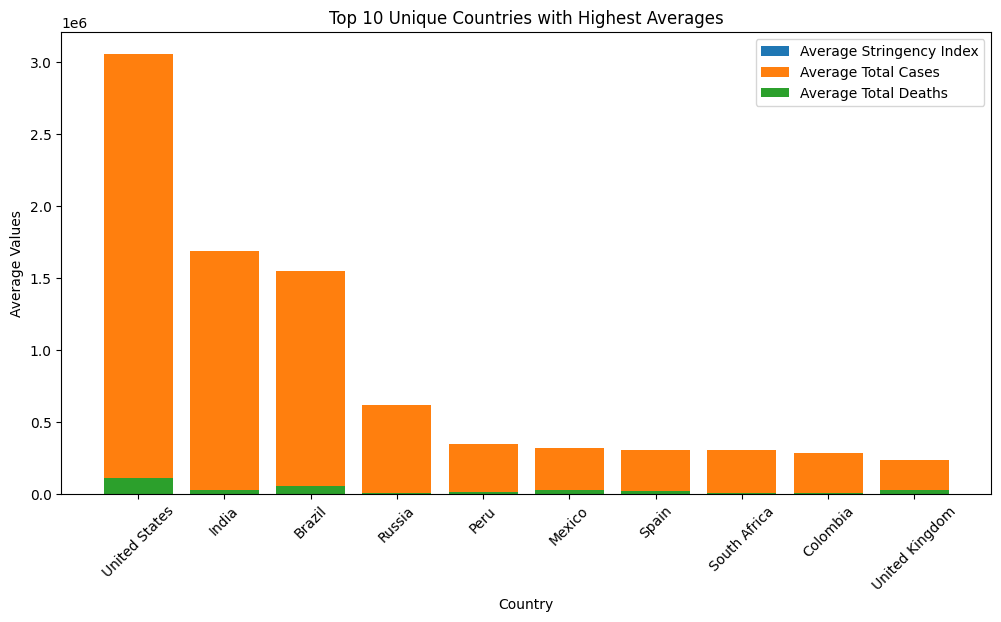 Top 10 Unique Countries with Highest Averages
1e6
Average Stringency Index
Average Total Cases
Average Total Deaths
3.0
2.5
2.0
1.5
1.0
0.5
0.0
Average Values
United States
India
Brazil
Russia
Peru
Mexico
Spain
South Africa
Colombia
United Kingdom
Country